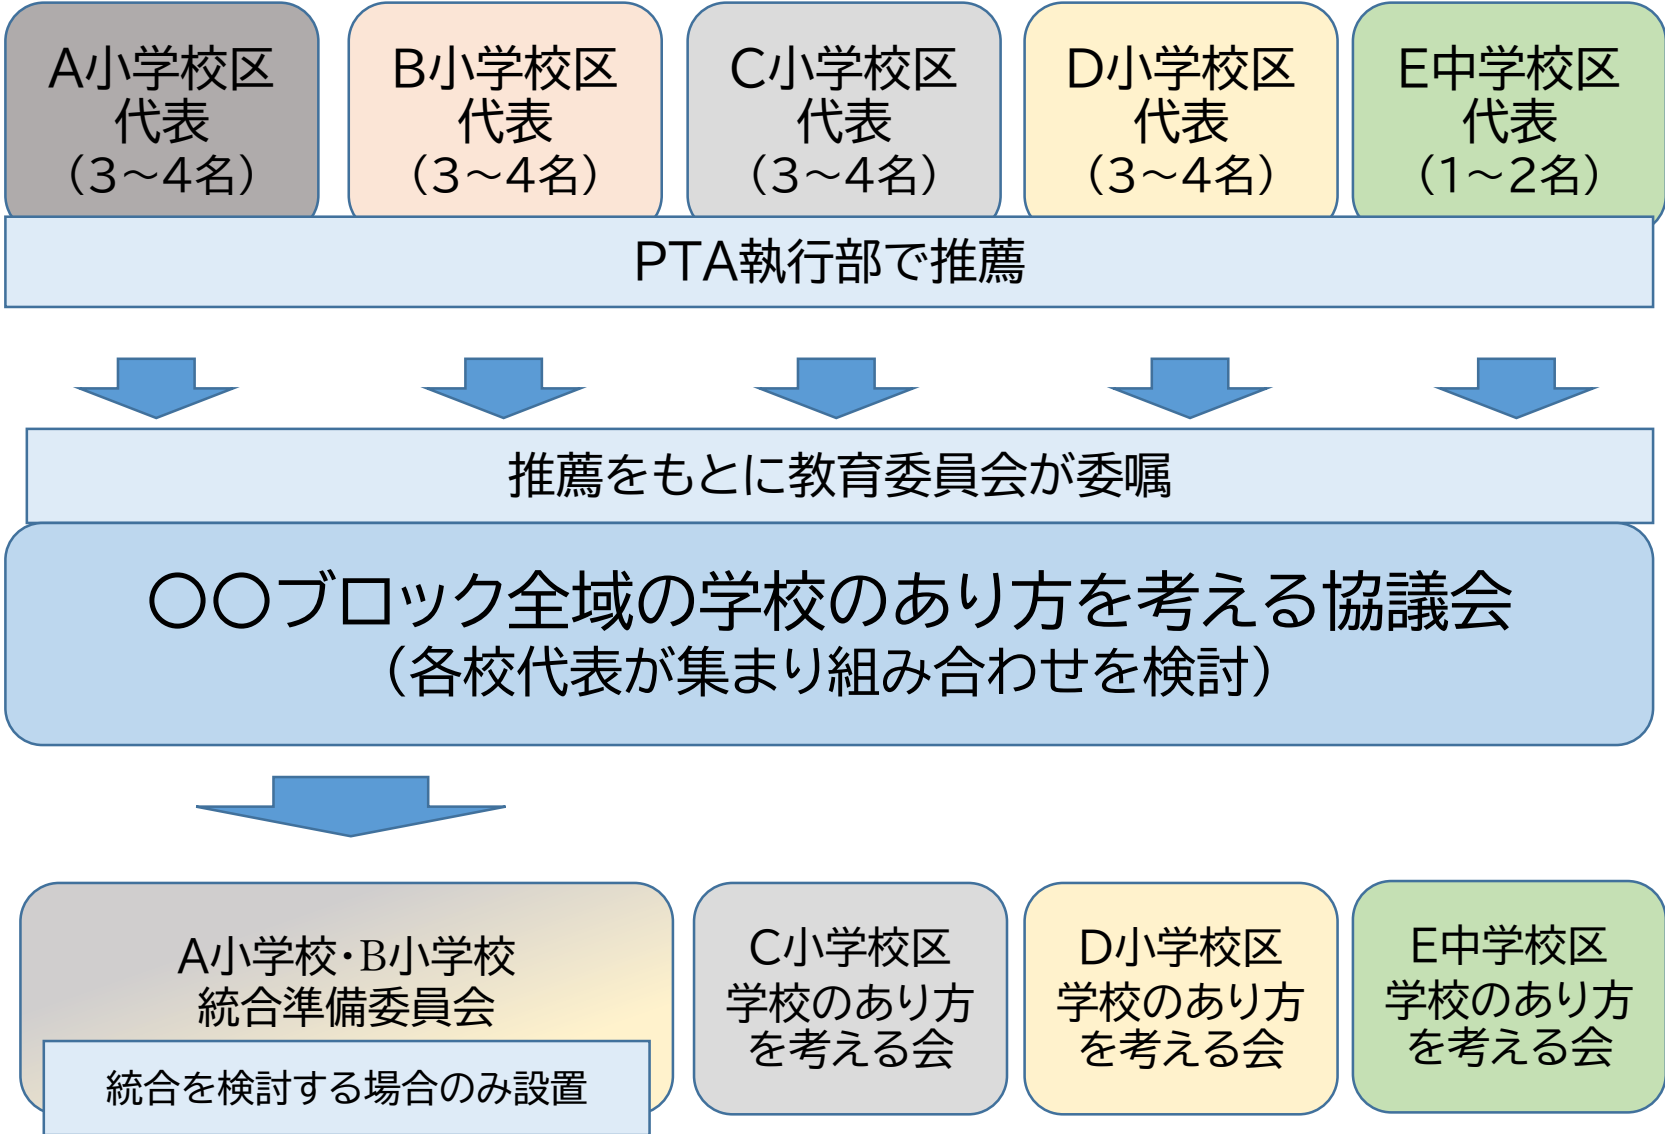 A小学校区
代表
（3～4名）
B小学校区
代表
（3～4名）
C小学校区
代表
（3～4名）
D小学校区
代表
（3～4名）
E中学校区
代表
（1～2名）
PTA執行部で推薦
推薦をもとに教育委員会が委嘱
〇〇ブロック全域の学校のあり方を考える協議会
（各校代表が集まり組み合わせを検討）
A小学校・B小学校
統合準備委員会
統合を検討する場合のみ設置
C小学校区
学校のあり方
を考える会
D小学校区
学校のあり方
を考える会
E中学校区
学校のあり方
を考える会